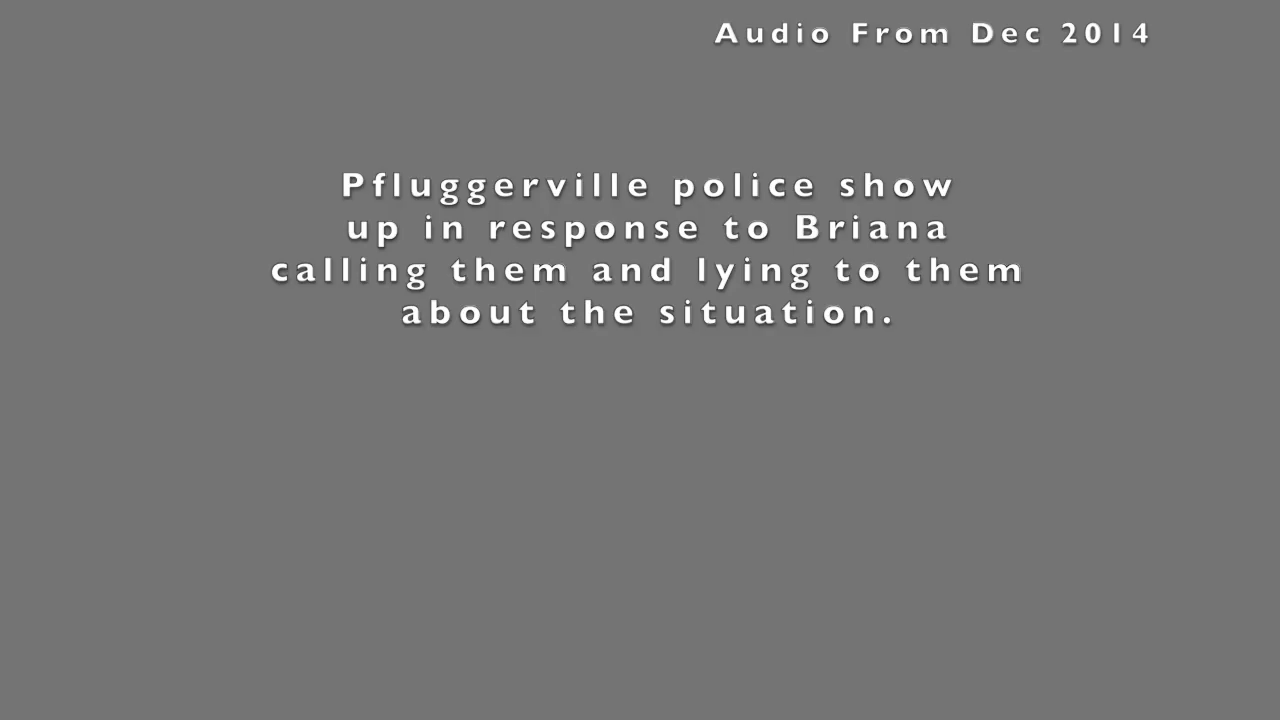 Audio From Dec 2014
Pfluggerville police show
up in response to Briana
calling them and lying to them
about the situation.